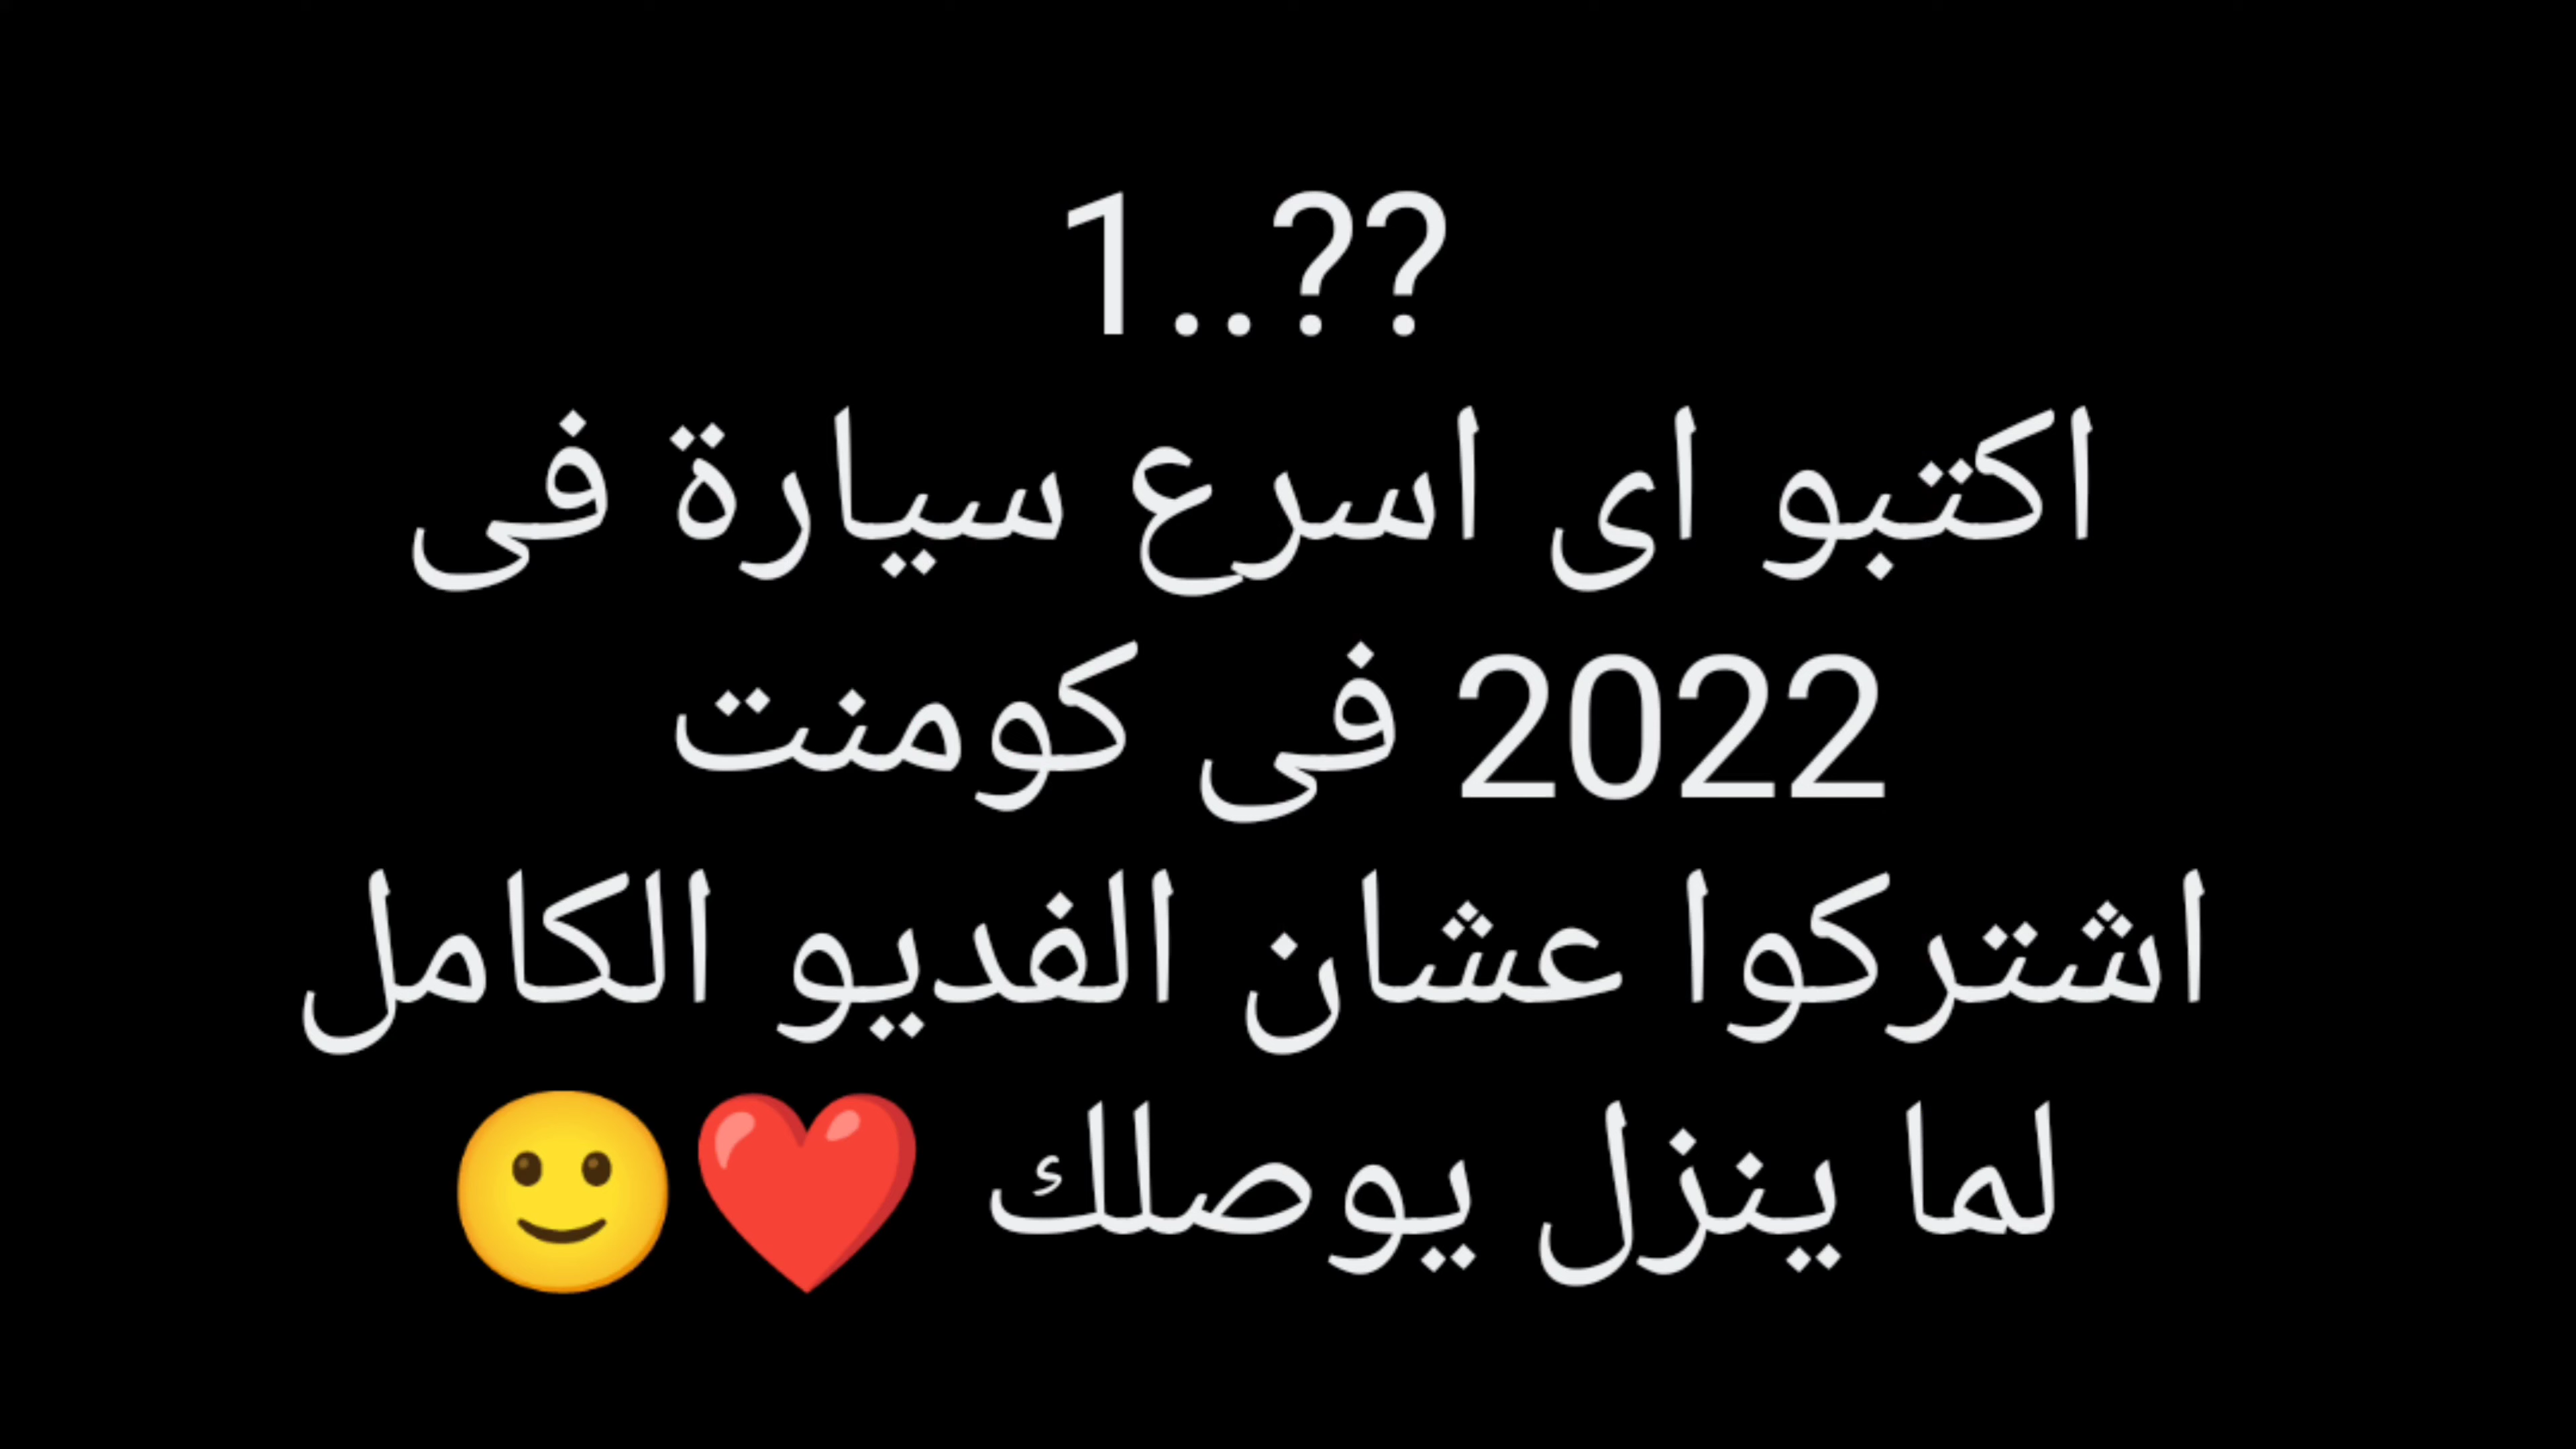 1..??
اكتبو اى اسرع سيارة فى
2022 فى كومنت
اشتركوا عشان الفديو الكامل
لما ينزل يوصلك ❤️🙂